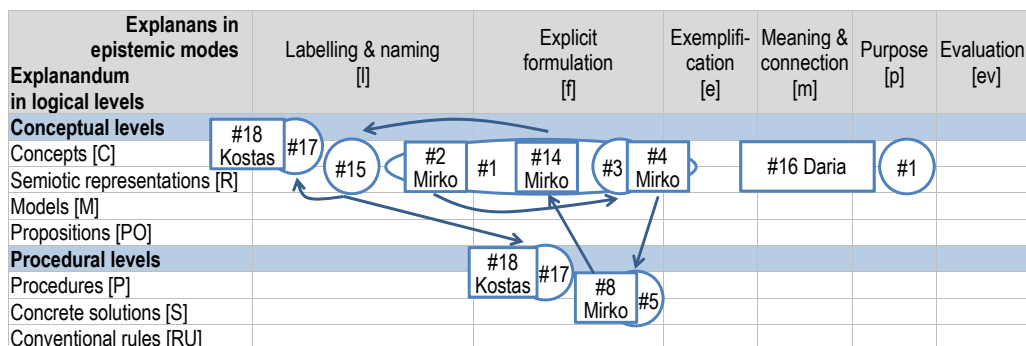 Explanans in
epistemic modes
Explanandum
in logical levels
Labelling & naming
[l]
Explicit
formulation
[f]
Exemplifi-
cation
[e]
Meaning &
connection
[m]
Purpose
[p]
Evaluation
[ev]
Conceptual levels
Concepts [C]
Semiotic representations [R]
Models [M]
Propositions [PO]
Procedural levels
Procedures [P]
Concrete solutions [S]
Conventional rules [RU]
#18
Kostas
#17
#15
#2
Mirko
#1
#14
Mirko
#3
#4
Mirko
#16 Daria
#1
#18
Kostas
#17
#8
Mirko
#5